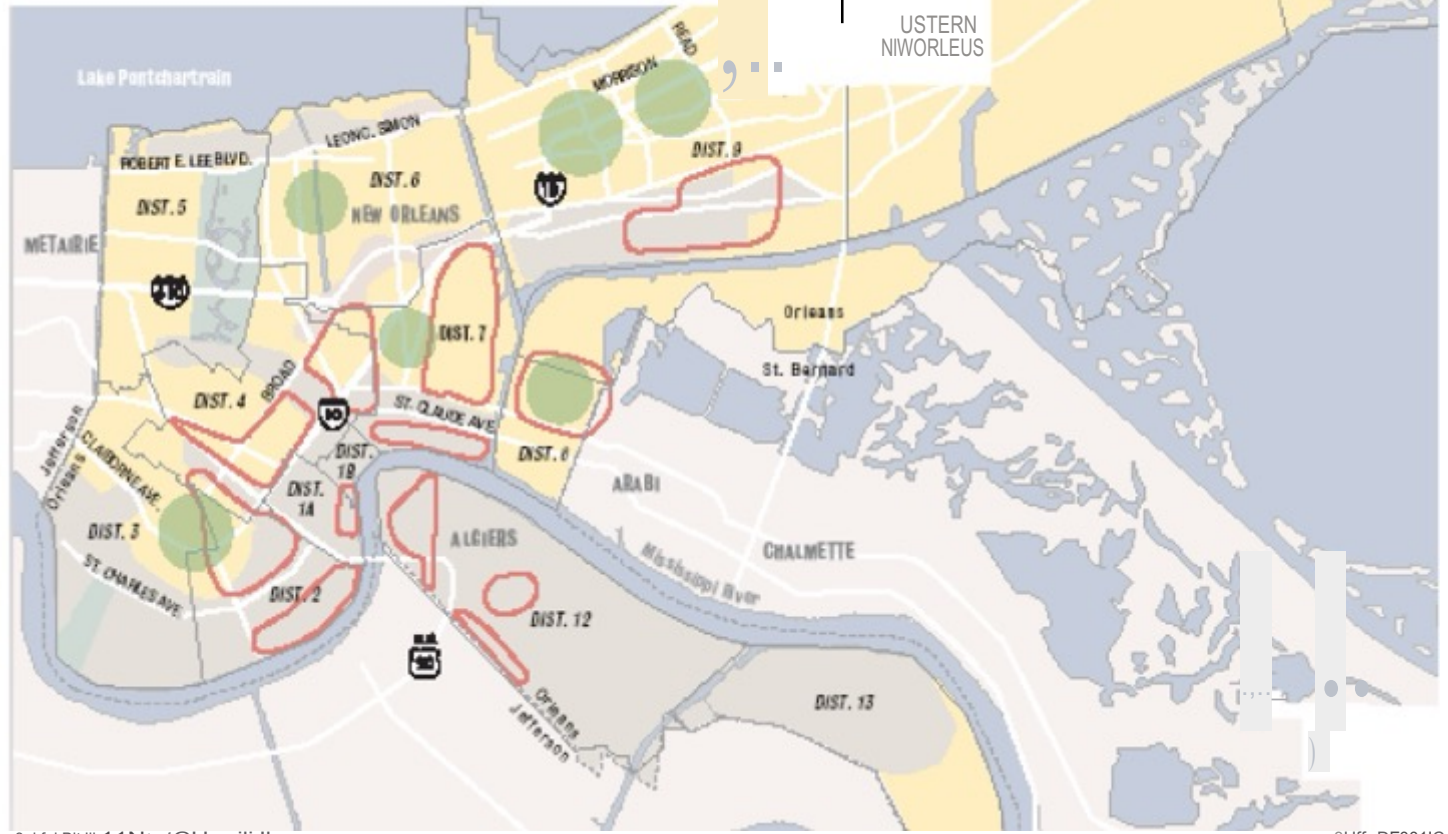 USTERN
NIWORLEUS
READ
MORRISON
Lake Pontchartrain
LEON C. SIMON
ROBERT E. LEE BLVD.
DIST. 9
DIST. 6
DIST. 5
NEW ORLEANS
METAIRIE
610
Orleans
DIST. 7
St. Bernard
BROAD
DIST. 4
10
ST. CLAUDE AVE.
Jefferson
Orleans
CLAIBORNE AVE.
DIST.
1B
DIST. 8
DIST.
1A
ARABI
DIST. 3
ALGIERS
CHALMETTE
Mississippi River
ST. CHARLES AVE.
DIST. 2
DIST. 12
Orleans
Jefferson
DIST. 13